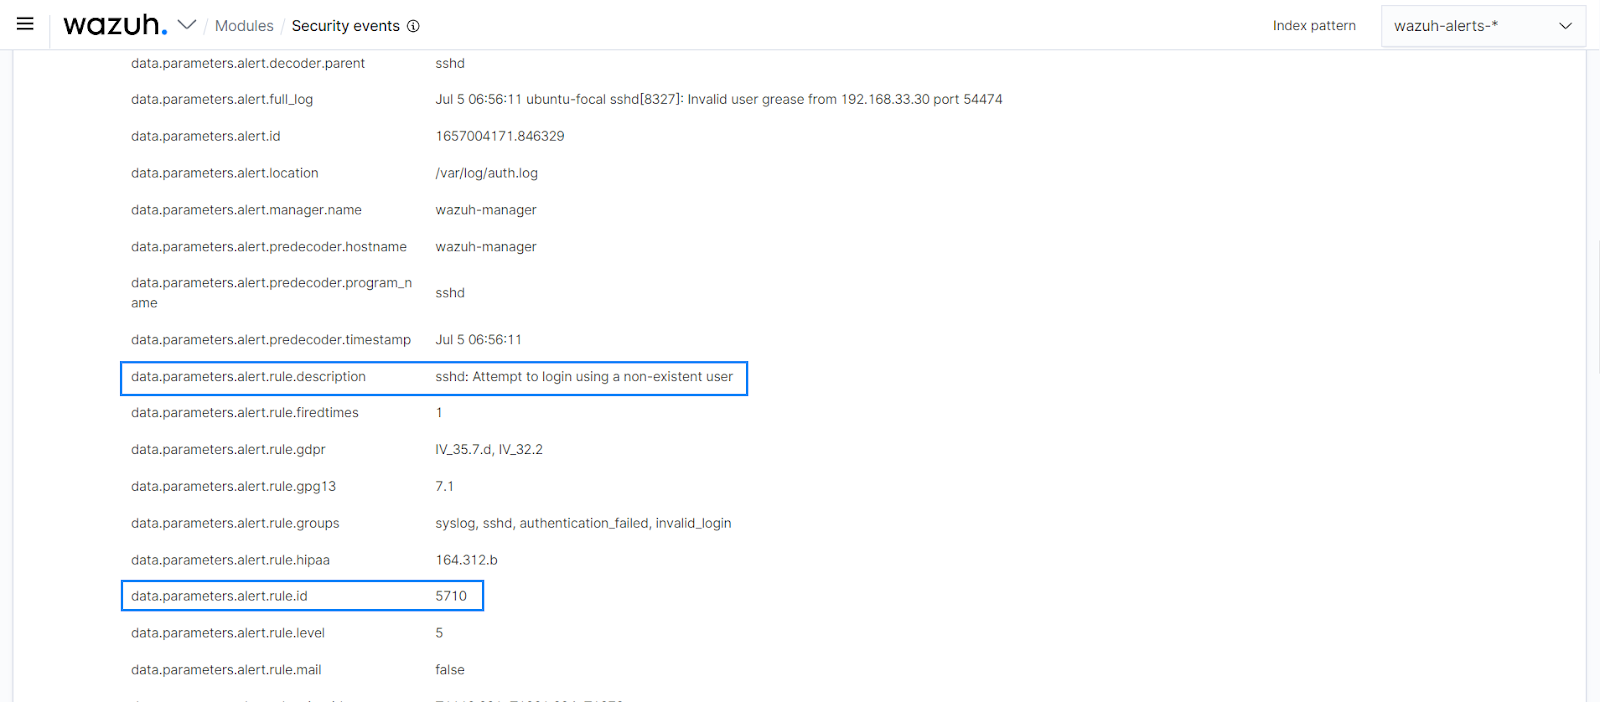 wazuh. / Modules / Security events Index pattern wazuh-alerts-*
data.parameters.alert.decoder.parent sshd
data.parameters.alert.full_log Jul 5 06:56:11 ubuntu-focal sshd[8327]: Invalid user grease from 192.168.33.30 port 54474
data.parameters.alert.id 1657004171.846329
data.parameters.alert.location /var/log/auth.log
data.parameters.alert.manager.name wazuh-manager
data.parameters.alert.predecoder.hostname wazuh-manager
data.parameters.alert.predecoder.program_n
ame sshd
data.parameters.alert.predecoder.timestamp Jul 5 06:56:11
data.parameters.alert.rule.description sshd: Attempt to login using a non-existent user
data.parameters.alert.rule.firedtimes 1
data.parameters.alert.rule.gdpr IV_35.7.d, IV_32.2
data.parameters.alert.rule.gpg13 7.1
data.parameters.alert.rule.groups syslog, sshd, authentication_failed, invalid_login
data.parameters.alert.rule.hipaa 164.312.b
data.parameters.alert.rule.id 5710
data.parameters.alert.rule.level 5
data.parameters.alert.rule.mail false